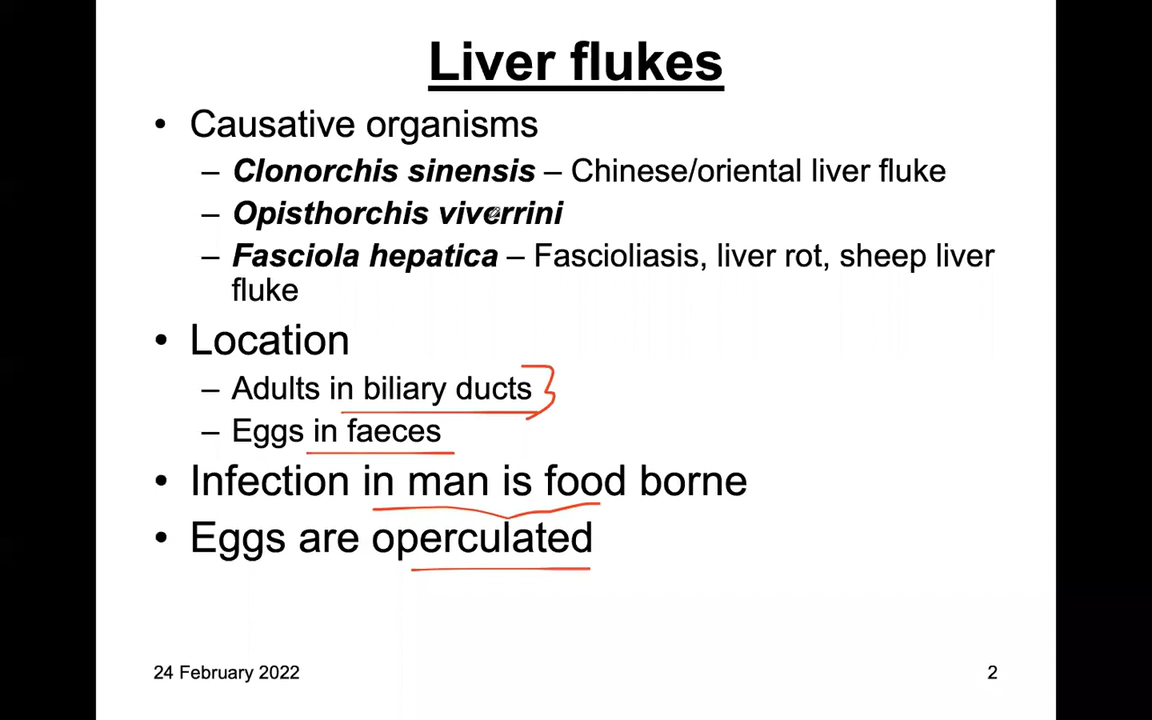 Liver flukes
• Causative organisms
– Clonorchis sinensis – Chinese/oriental liver fluke
– Opisthorchis viverrini
– Fasciola hepatica – Fascioliasis, liver rot, sheep liver
fluke
• Location
– Adults in biliary ducts
– Eggs in faeces
• Infection in man is food borne
• Eggs are operculated
24 February 2022
2